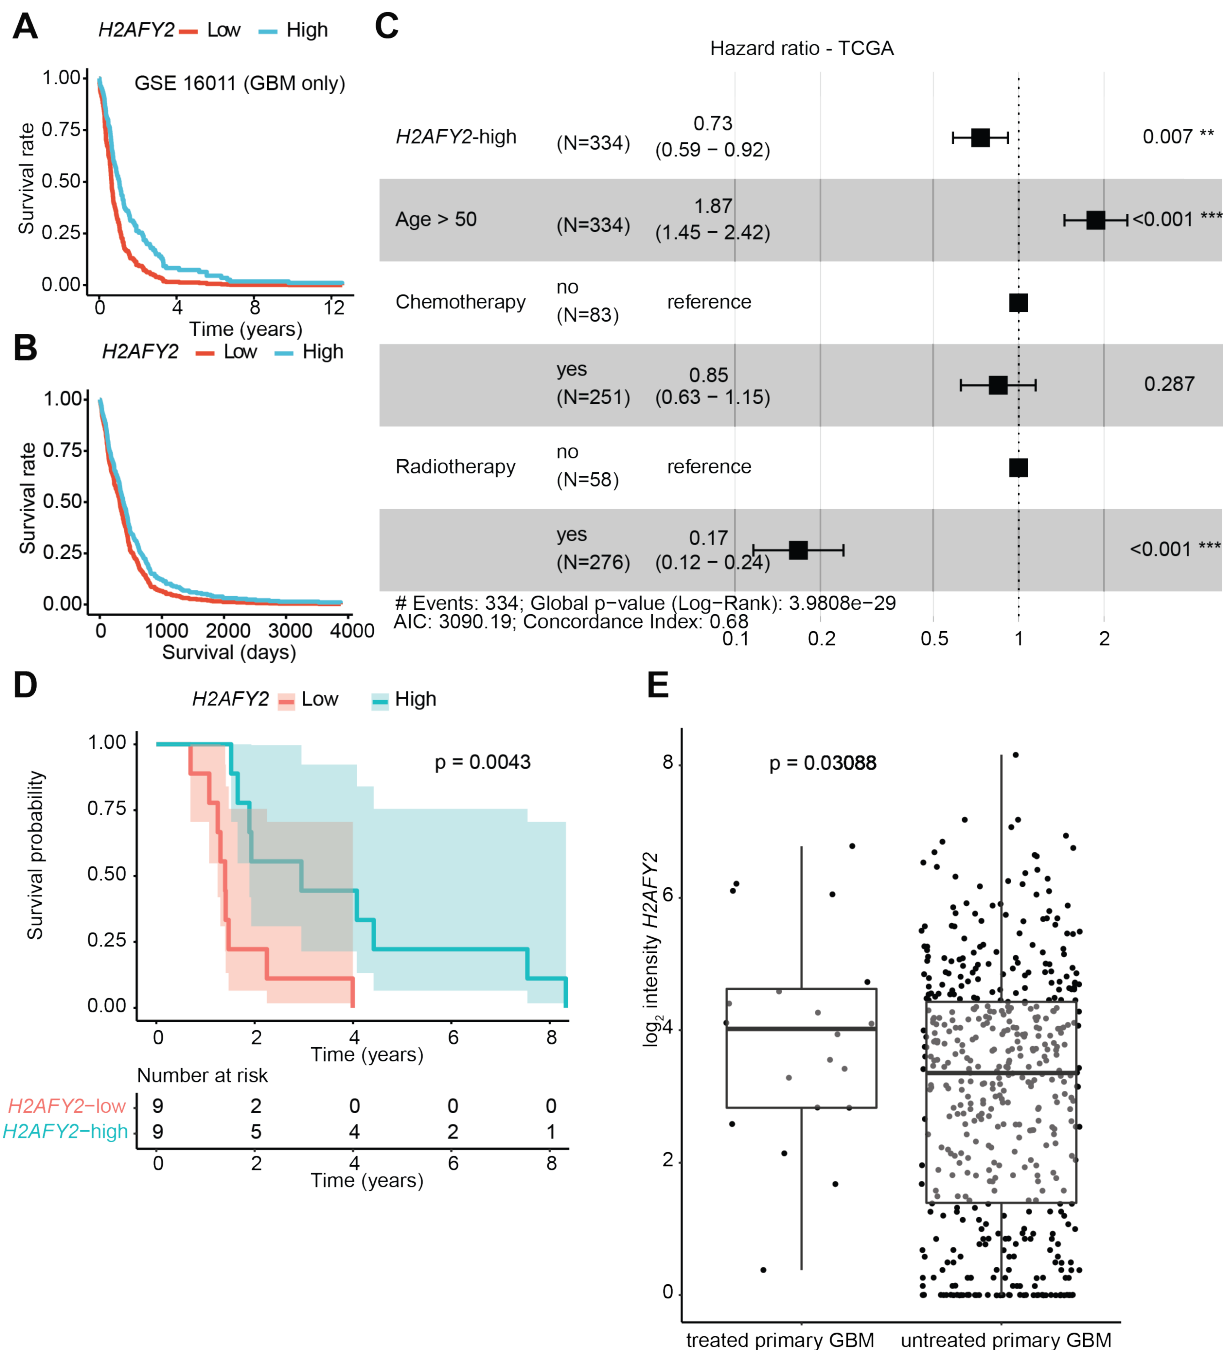 A
H2AFY2 Low High
GSE 16011 (GBM only)
Survival rate
1.00
0.75
0.50
0.25
0.00
0 4 8 12
Time (years)
B
H2AFY2 Low High
Survival rate
1.00
0.75
0.50
0.25
0.00
0 1000 2000 3000 4000
Survival (days)
C
Hazard ratio - TCGA
H2AFY2-high (N=334) 0.73 (0.59 − 0.92) 0.007 **
Age > 50 (N=334) 1.87 (1.45 − 2.42) <0.001 ***
Chemotherapy no (N=83) reference
yes (N=251) 0.85 (0.63 − 1.15) 0.287
Radiotherapy no (N=58) reference
yes (N=276) 0.17 (0.12 − 0.24) <0.001 ***
# Events: 334; Global p−value (Log−Rank): 3.9808e−29
AIC: 3090.19; Concordance Index: 0.68
0.1 0.2 0.5 1 2
D
H2AFY2 Low High
Survival probability
1.00
0.75
0.50
0.25
0.00
p = 0.0043
0 2 4 6 8
Time (years)
Number at risk
H2AFY2−low 9 2 0 0 0
H2AFY2−high 9 5 4 2 1
0 2 4 6 8
Time (years)
E
p = 0.03088
log2 intensity H2AFY2
8
6
4
2
0
treated primary GBM untreated primary GBM